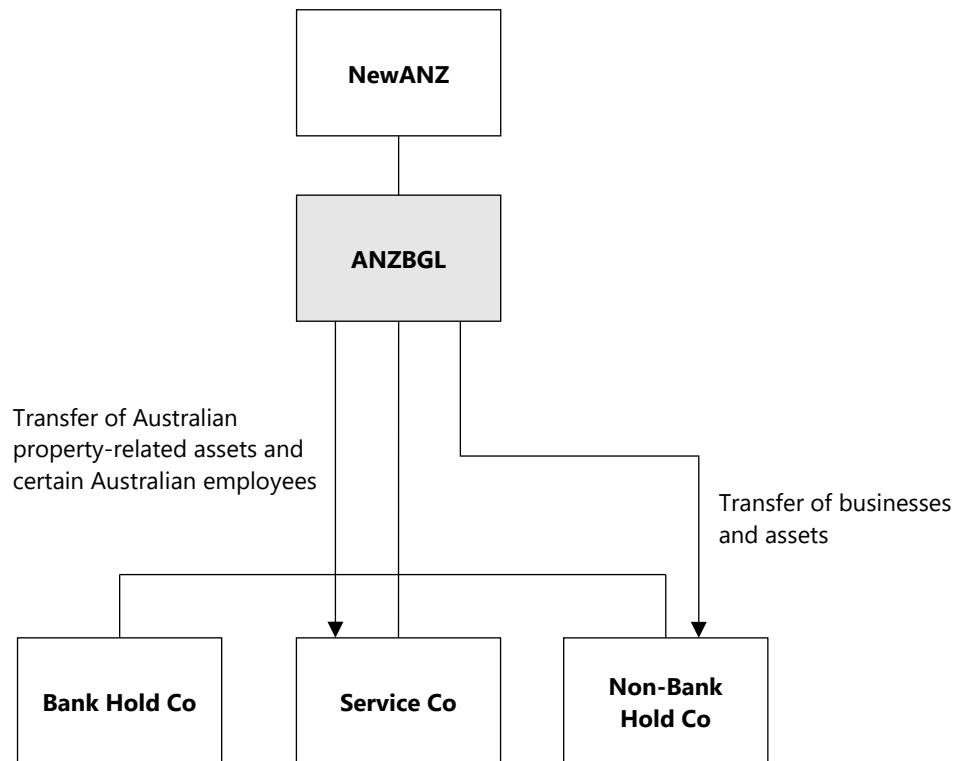 NewANZ
ANZBGL
Transfer of Australian
property-related assets and
certain Australian employees
Transfer of businesses
and assets
Bank Hold Co
Service Co
Non-Bank
Hold Co